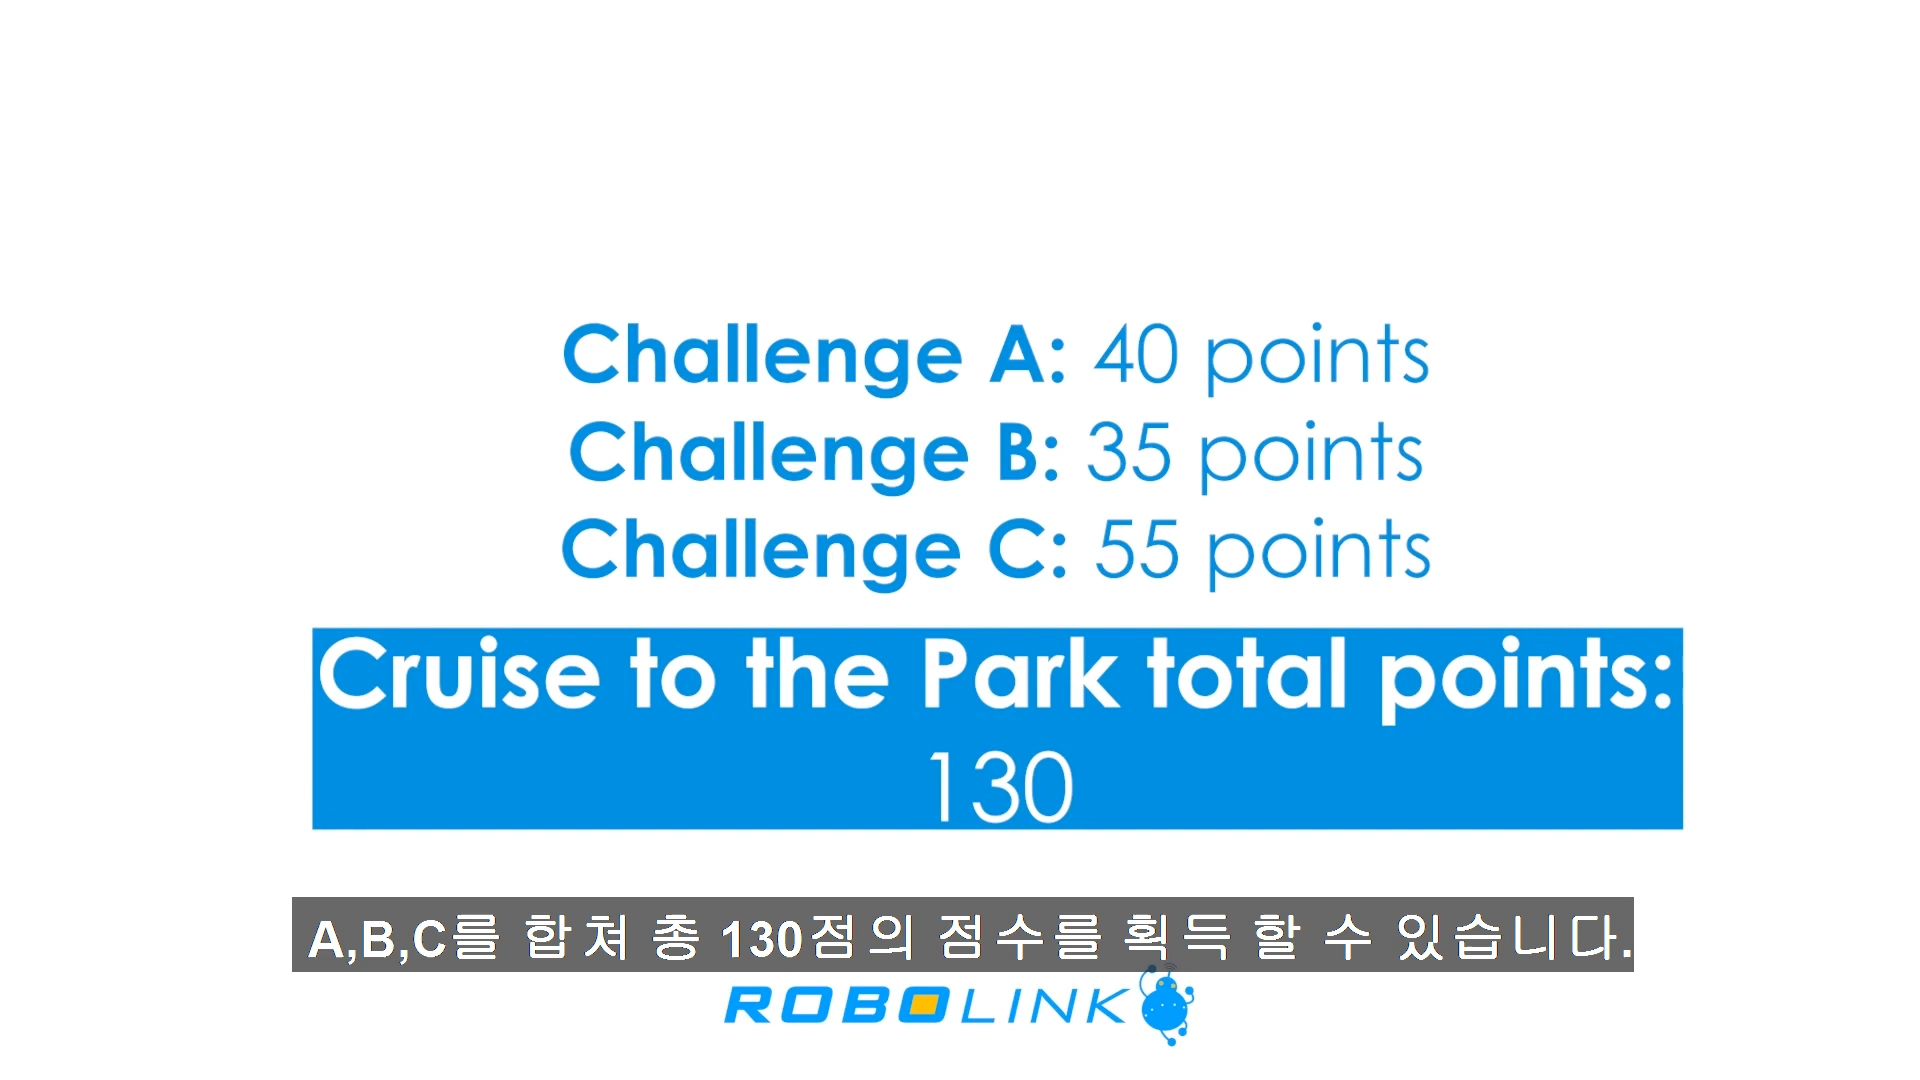 Challenge A: 40 points
Challenge B: 35 points
Challenge C: 55 points
Cruise to the Park total points:
130
A,B,C를 합쳐 총 130점의 점수를 획득 할 수 있습니다.
ROBOLINK